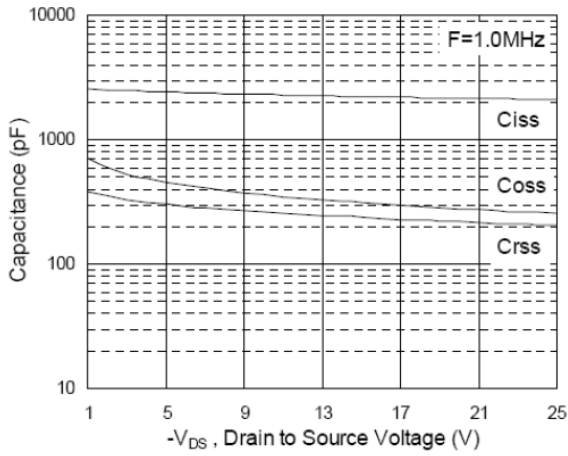 10000
F=1.0MHz
Ciss
1000
Coss
Crss
100
10
Capacitance (pF)
1 5 9 13 17 21 25
-VDS , Drain to Source Voltage (V)